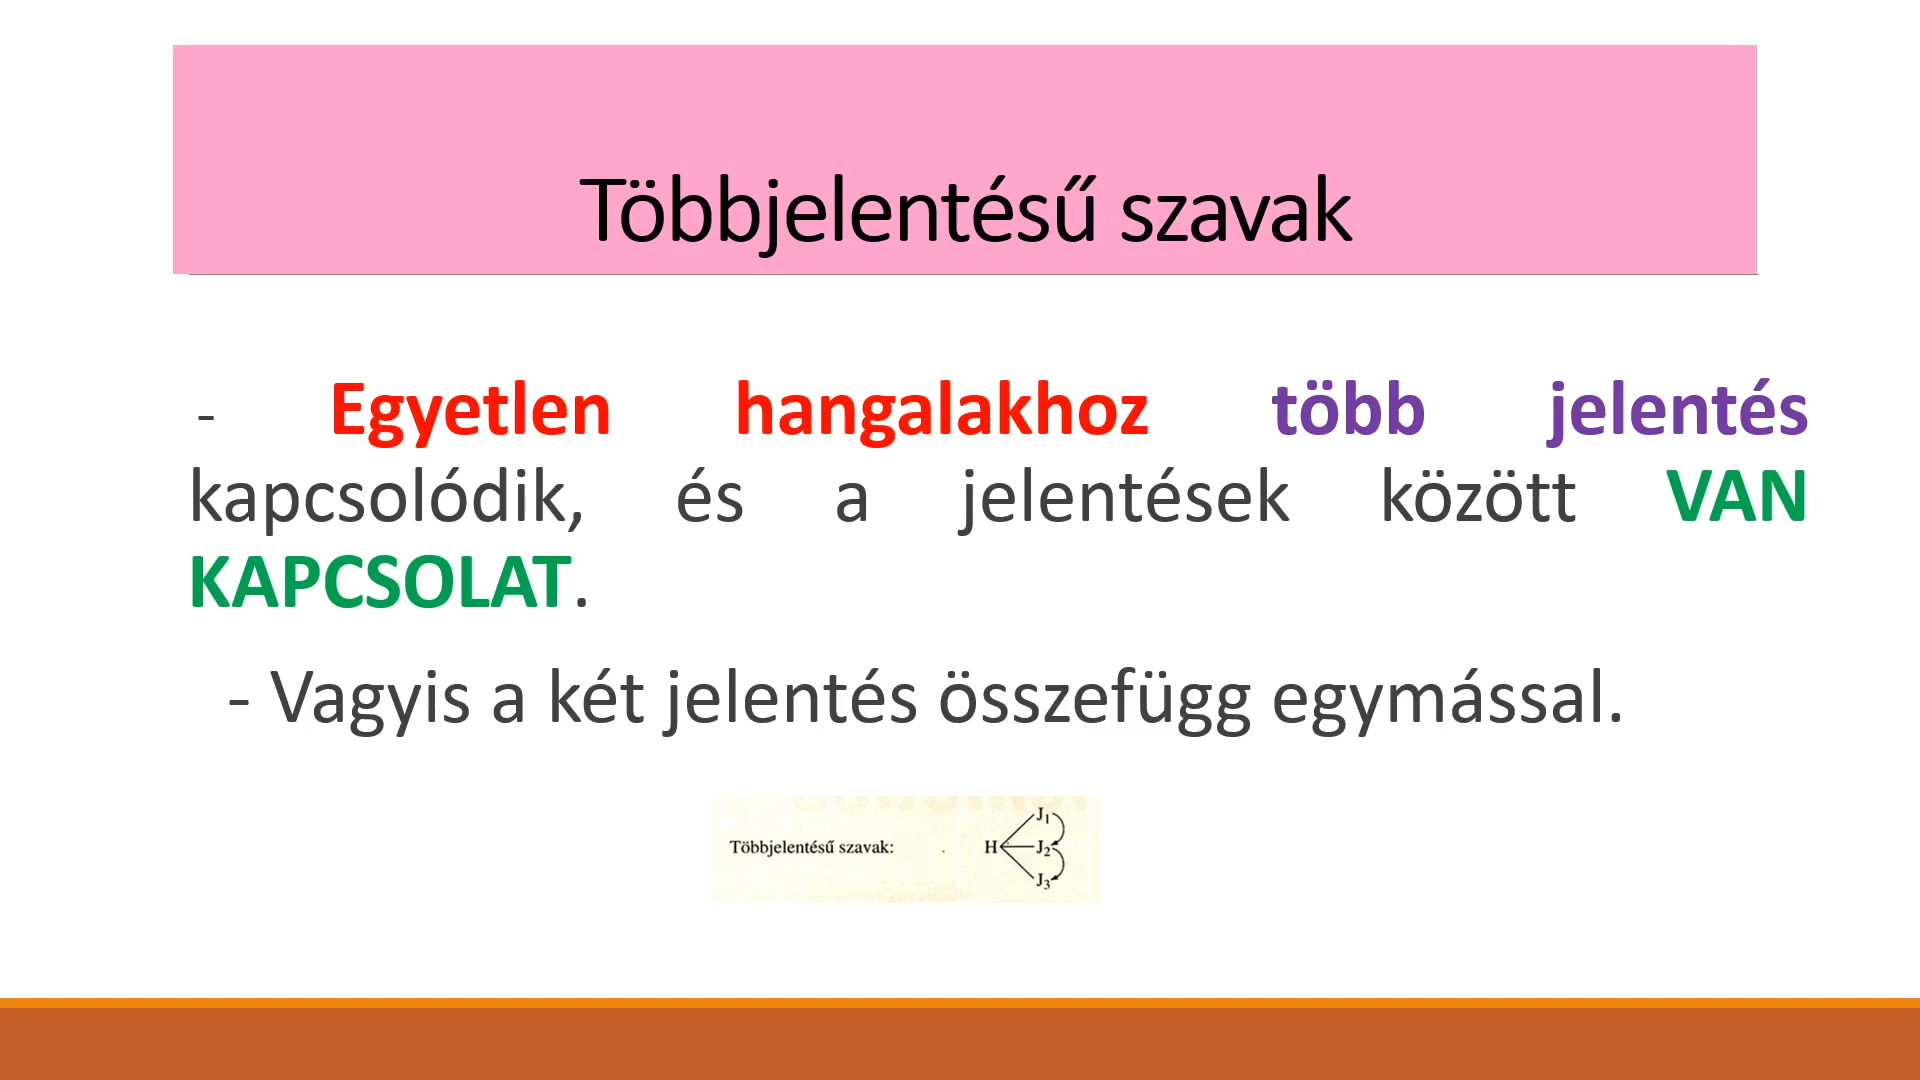 Többjelentésű szavak
- Egyetlen hangalakhoz több jelentés
kapcsolódik, és a jelentések között VAN
KAPCSOLAT.
- Vagyis a két jelentés összefügg egymással.
Többjelentésű szavak: H J1
J2
J3